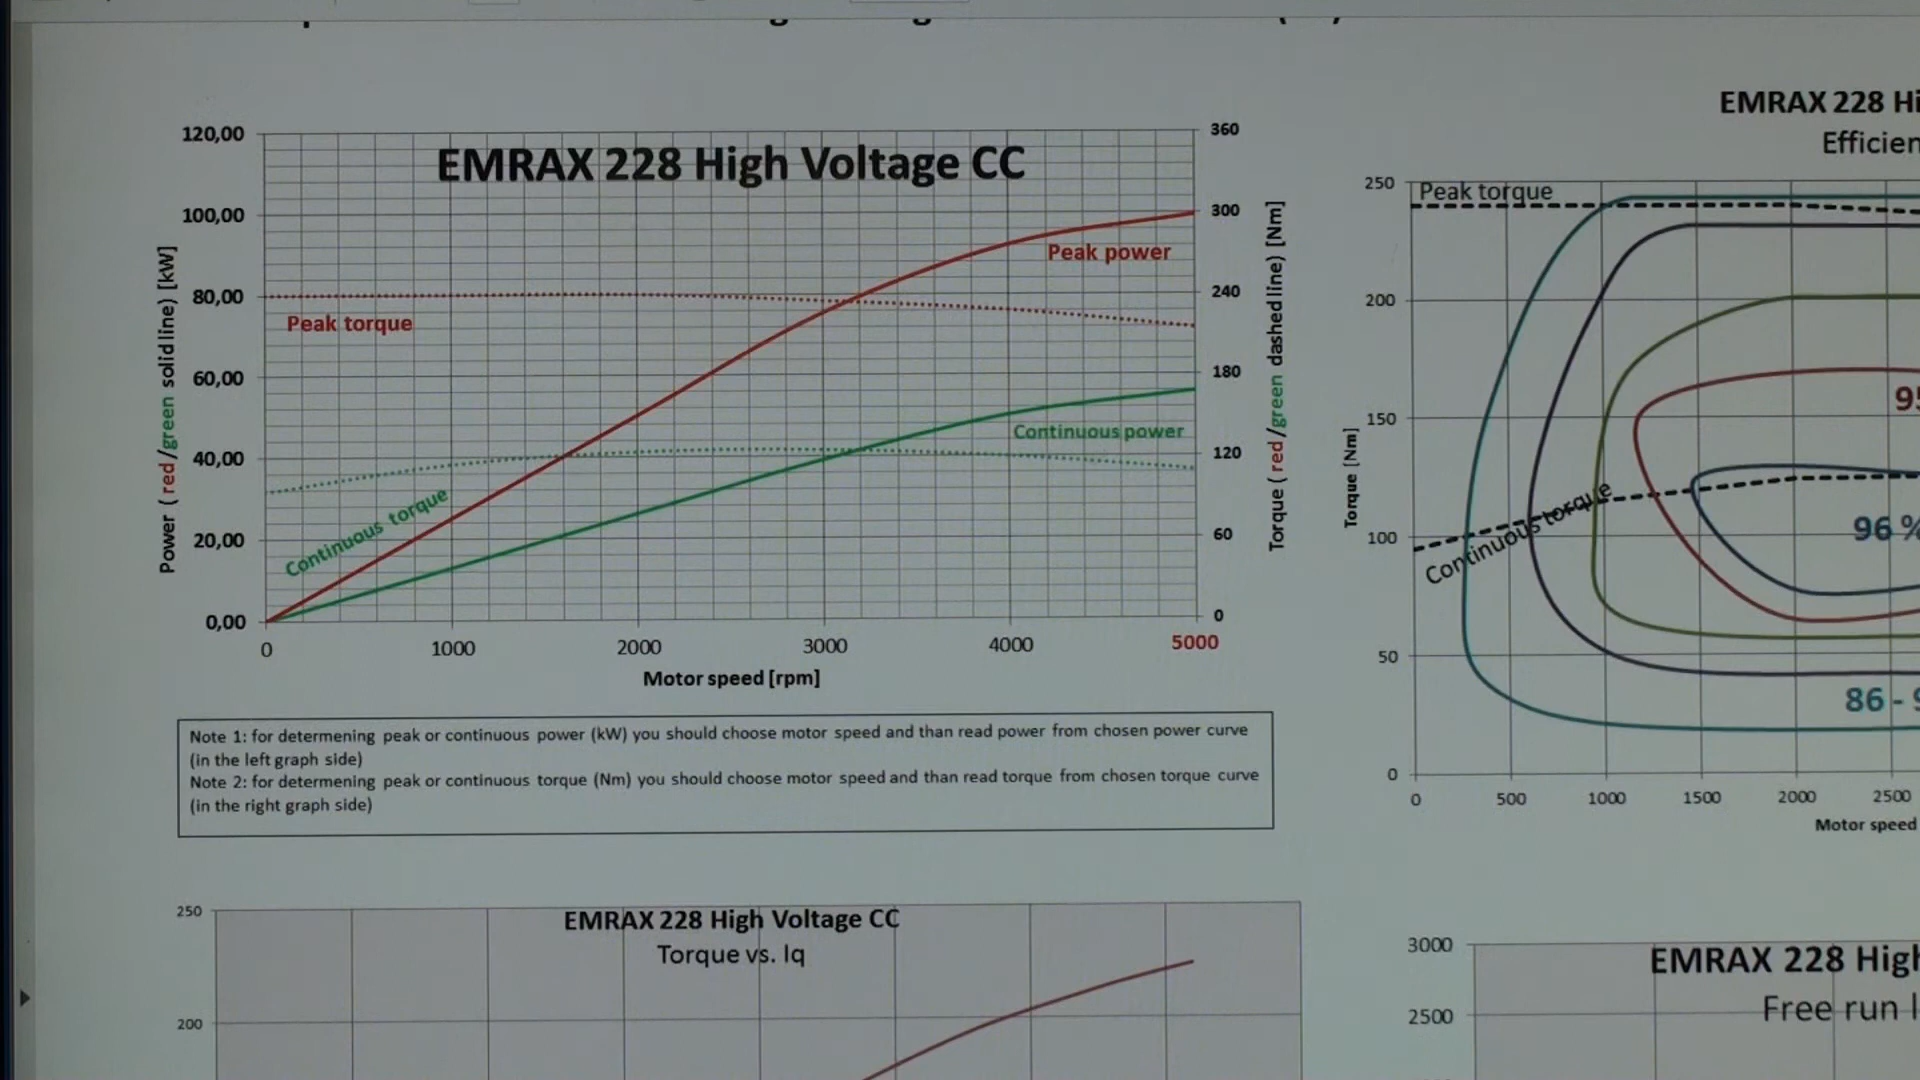 EMRAX 228 High Voltage CC
120,00
100,00
80,00
60,00
40,00
20,00
0,00
Power ( red /green solid line) [kW]
360
300
240
180
120
60
0
Torque ( red /green dashed line) [Nm]
Peak power
Peak torque
Continuous power
Continuous torque
0
1000
2000
3000
4000
5000
Motor speed [rpm]
Note 1: for determening peak or continuous power (kW) you should choose motor speed and than read power from chosen power curve
(in the left graph side)
Note 2: for determening peak or continuous torque (Nm) you should choose motor speed and than read torque from chosen torque curve
(in the right graph side)
EMRAX 228 Hi
Efficien
250
200
150
100
50
0
Torque [Nm]
Peak torque
Continuous torque
95
96 %
86 - 9
0
500
1000
1500
2000
2500
Motor speed
EMRAX 228 High Voltage CC
Torque vs. Iq
250
200
EMRAX 228 High
Free run l
3000
2500